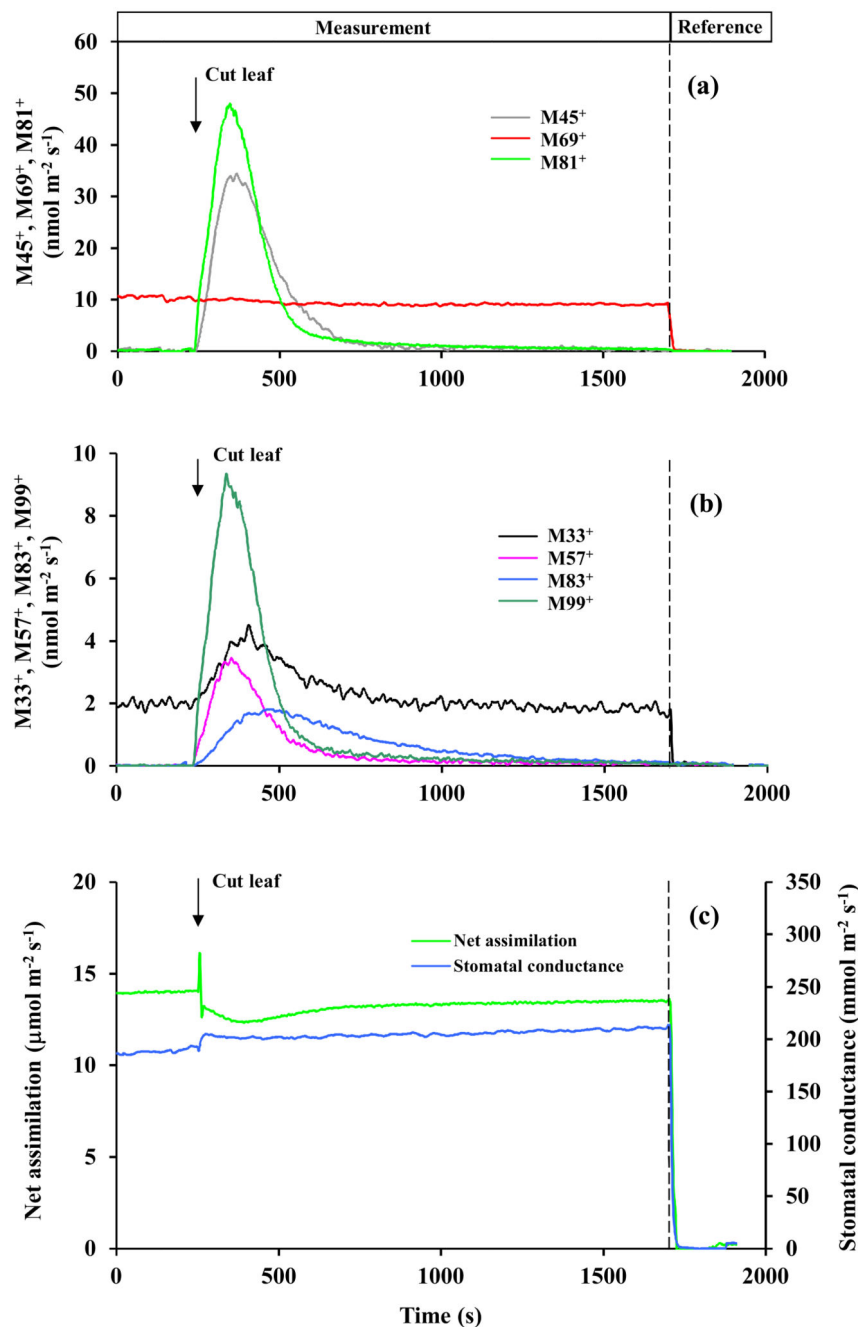 Measurement Reference
60
50
40
30
20
10
0
M45⁺, M69⁺, M81⁺
(nmol m⁻² s⁻¹)
Cut leaf
(a)
M45⁺
M69⁺
M81⁺
0 500 1000 1500 2000
10
8
6
4
2
0
M33⁺, M57⁺, M83⁺, M99⁺
(nmol m⁻² s⁻¹)
Cut leaf
(b)
M33⁺
M57⁺
M83⁺
M99⁺
0 500 1000 1500 2000
20
15
10
5
0
Net assimilation (μmol m⁻² s⁻¹)
Cut leaf
(c)
Net assimilation
Stomatal conductance
350
300
250
200
150
100
50
0
Stomatal conductance (mmol m⁻² s⁻¹)
0 500 1000 1500 2000
Time (s)